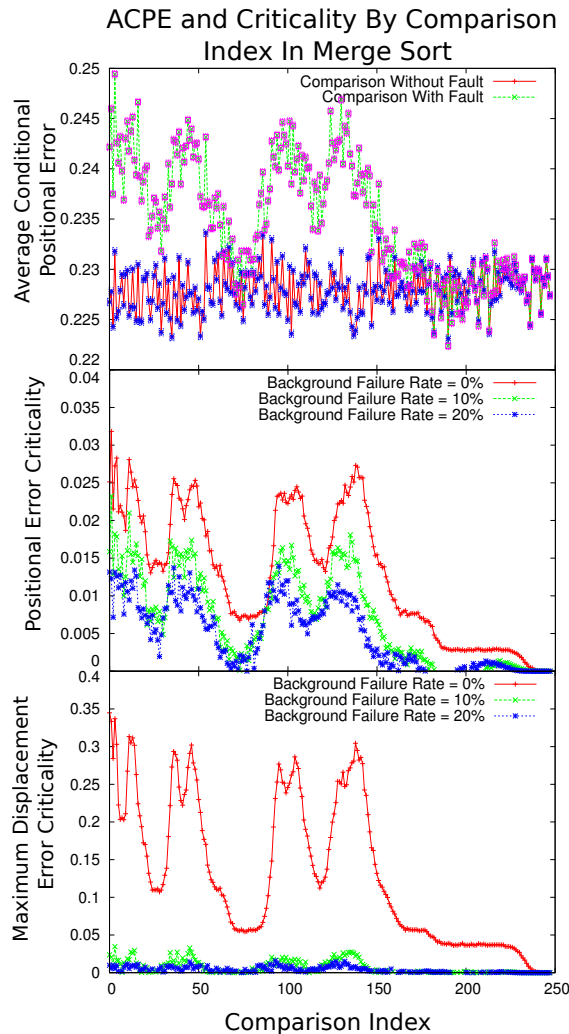 ACPE and Criticality By Comparison
Index In Merge Sort
Average Conditional
Positional Error
0.25
0.245
0.24
0.235
0.23
0.225
0.22
Comparison Without Fault
Comparison With Fault
Positional Error Criticality
0.04
0.035
0.03
0.025
0.02
0.015
0.01
0.005
0
Background Failure Rate = 0%
Background Failure Rate = 10%
Background Failure Rate = 20%
Maximum Displacement
Error Criticality
0.4
0.35
0.3
0.25
0.2
0.15
0.1
0.05
0
Background Failure Rate = 0%
Background Failure Rate = 10%
Background Failure Rate = 20%
0 50 100 150 200 250
Comparison Index